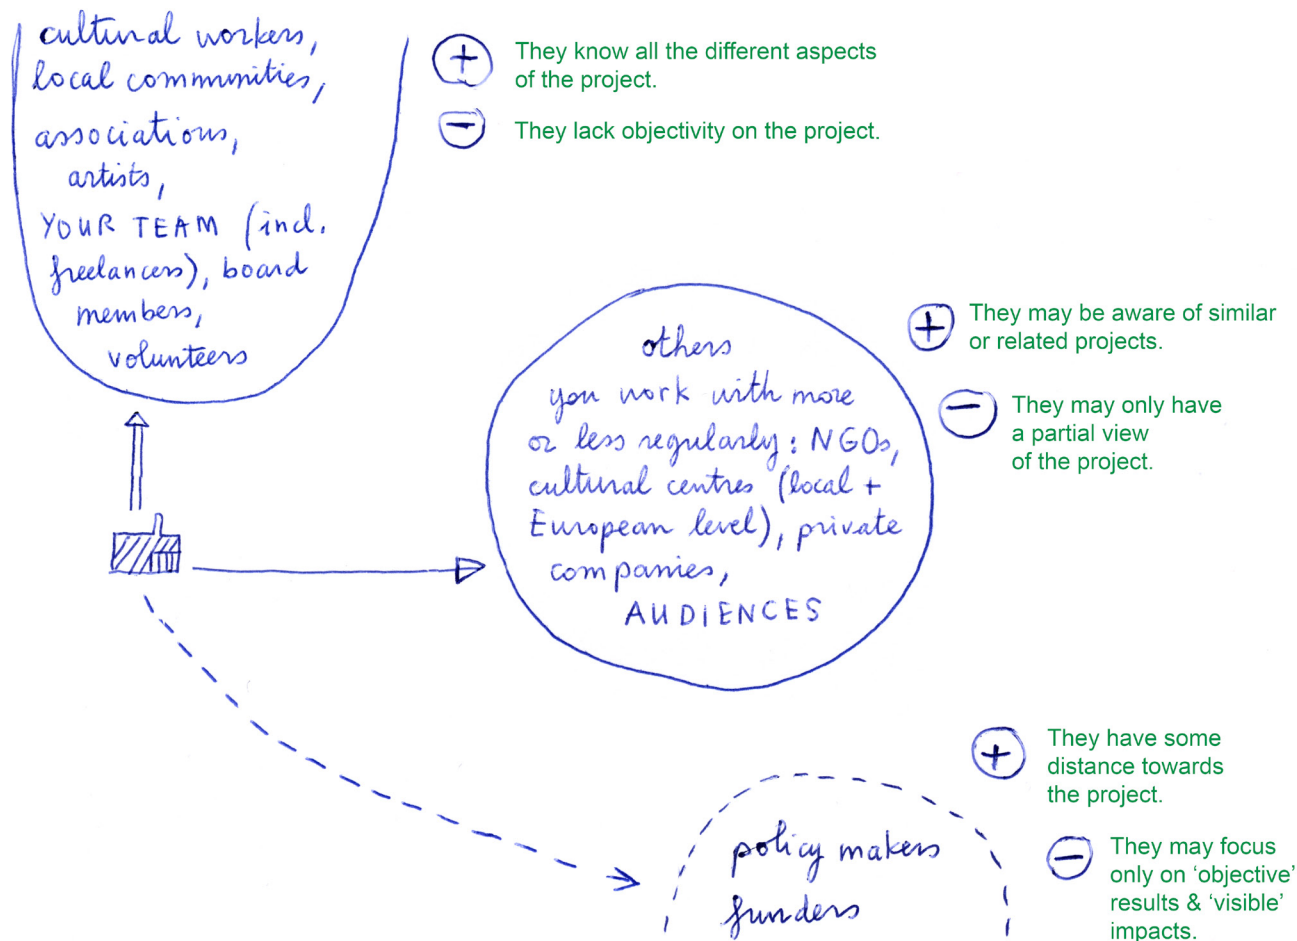 cultural workers,
local communities,
associations,
artists,
YOUR TEAM (incl.
freelancers), board
members,
volunteers
+ They know all the different aspects
of the project.
- They lack objectivity on the project.
others
you work with more
or less regularly: NGOs,
cultural centres (local +
European level), private
companies,
AUDIENCES
+ They may be aware of similar
or related projects.
- They may only have
a partial view
of the project.
policy makers
funders
+ They have some
distance towards
the project.
- They may focus
only on ‘objective’
results & ‘visible’
impacts.